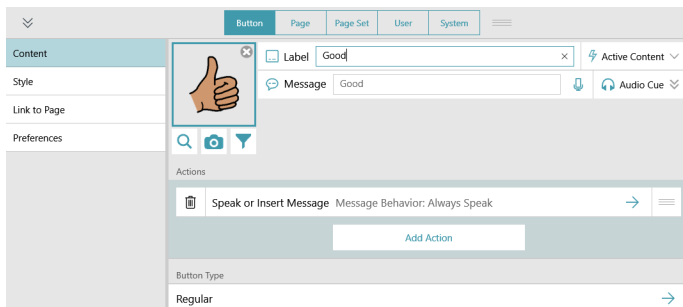 Button Page Page Set User System
Content
Style
Link to Page
Preferences
Label Good
Active Content
Message Good
Audio Cue
Actions
Speak or Insert Message Message Behavior: Always Speak
Add Action
Button Type
Regular